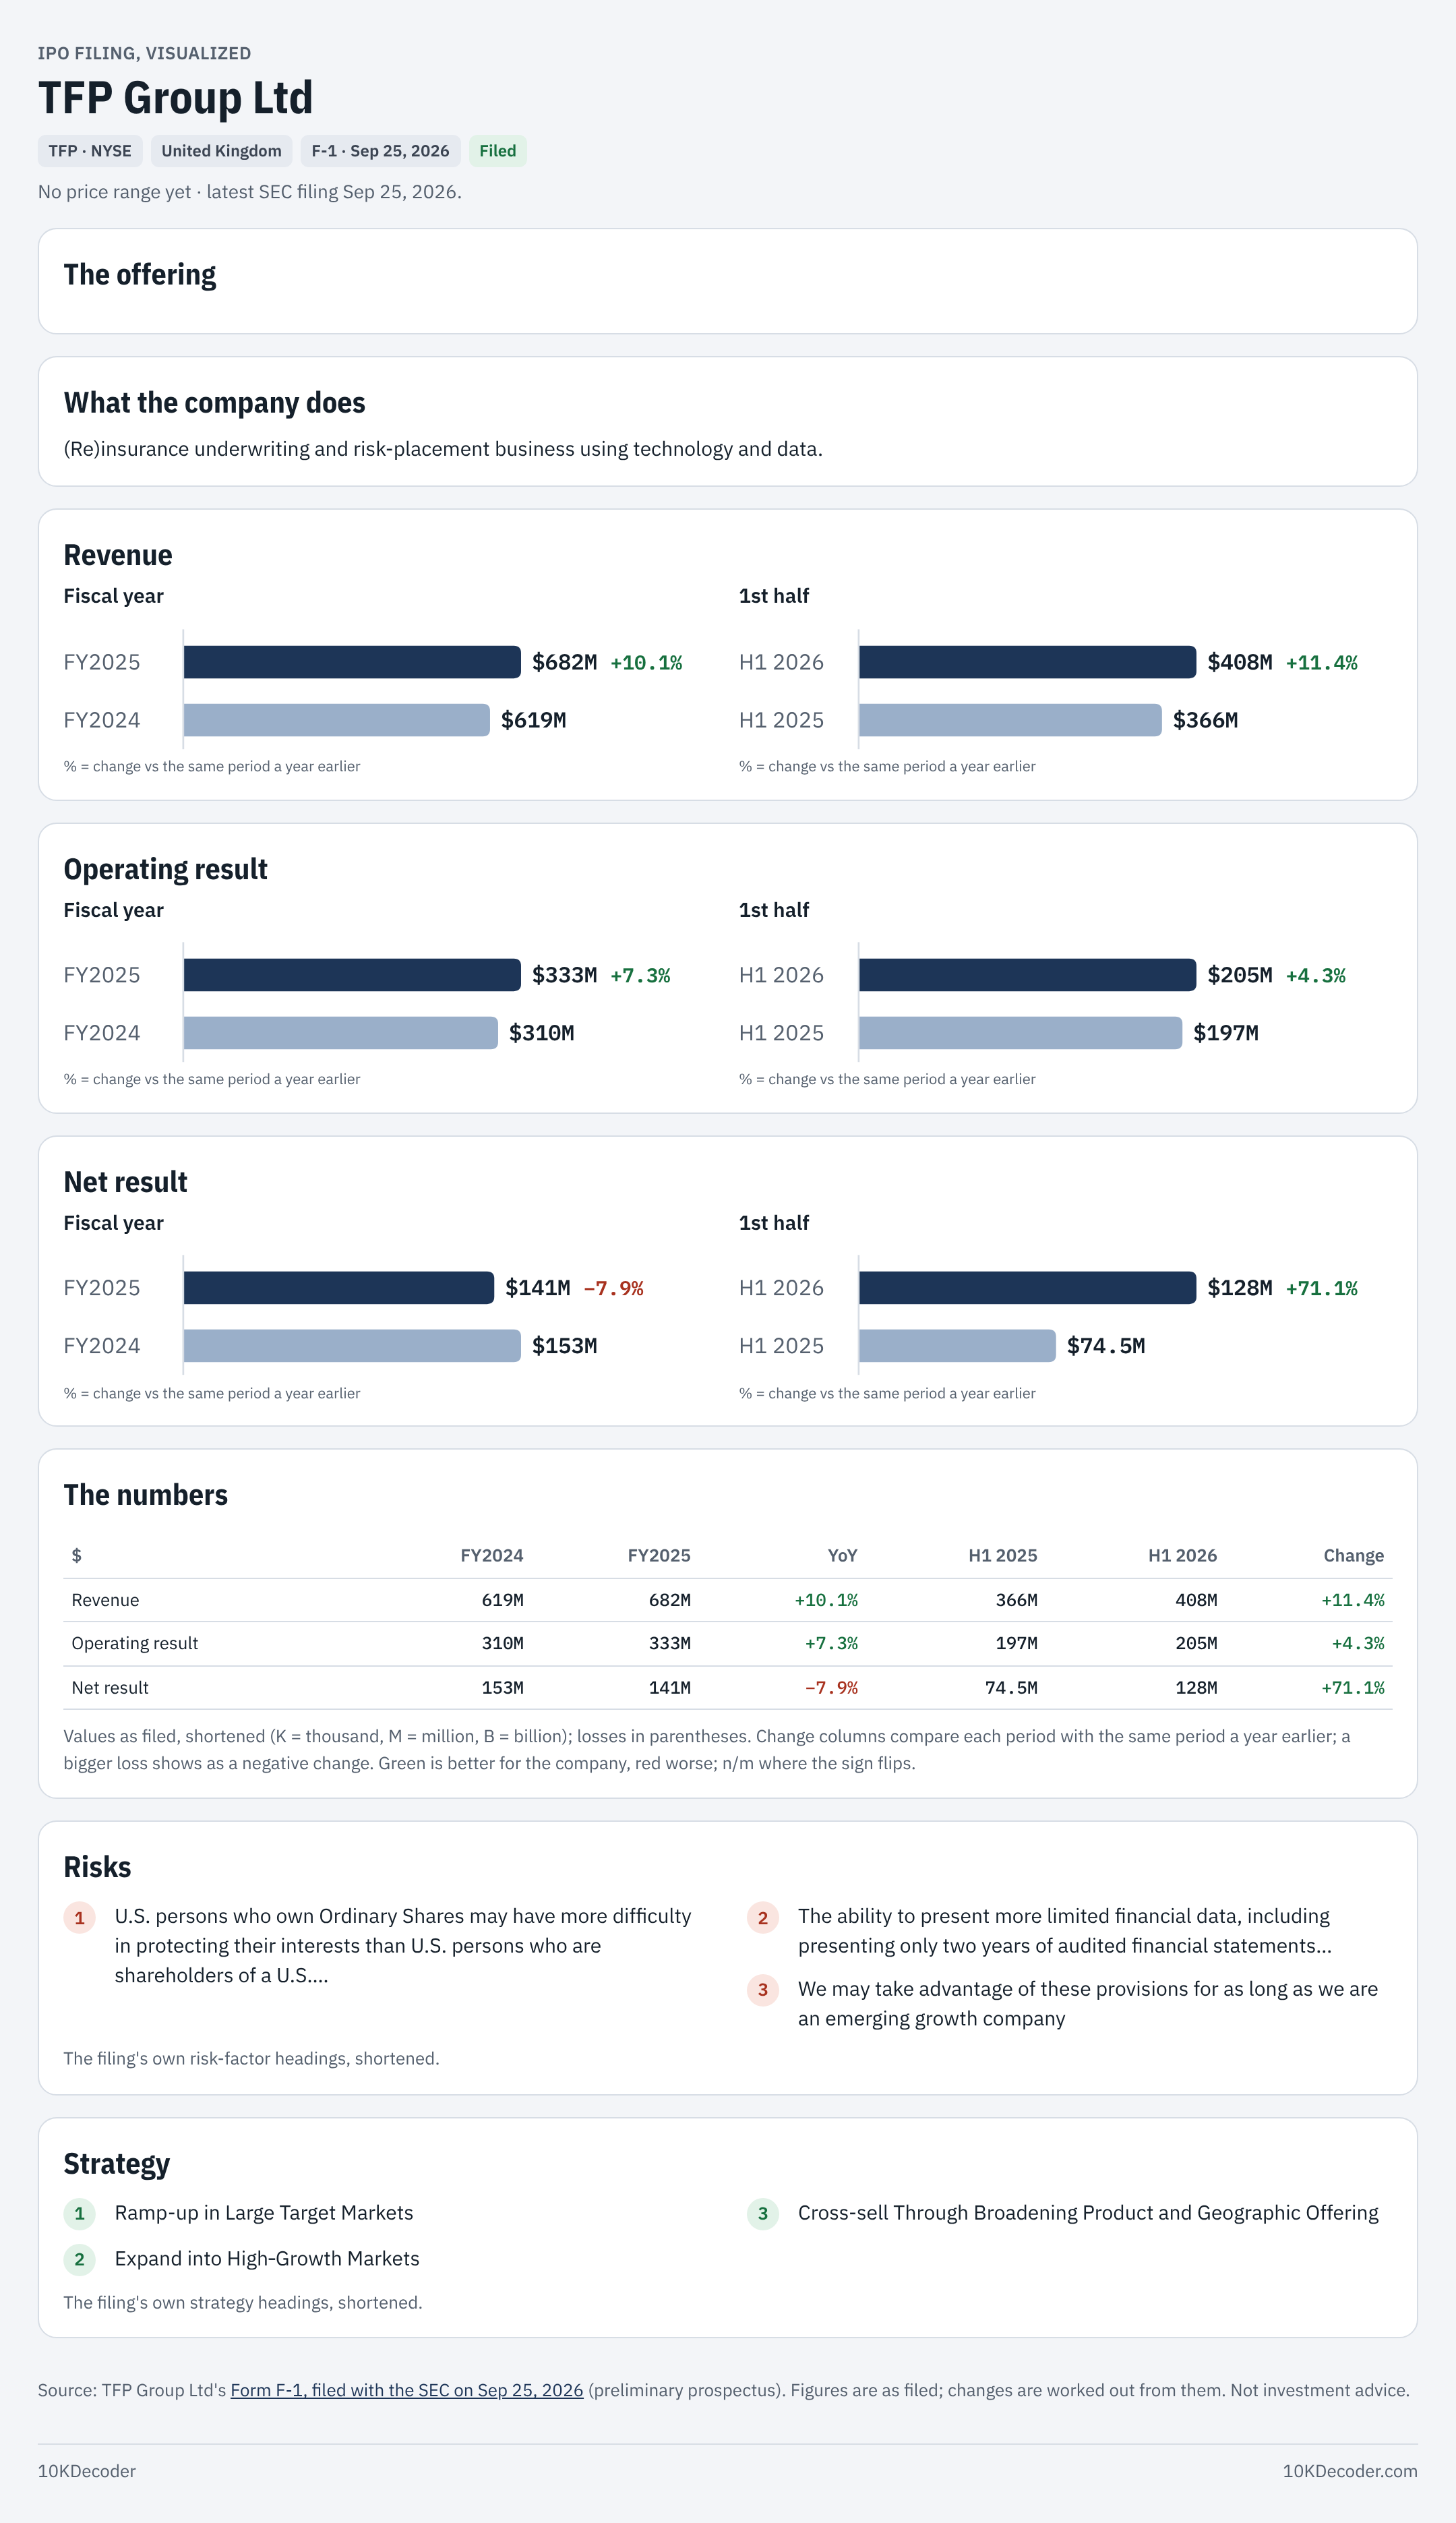 IPO FILING, VISUALIZED
TFP Group Ltd
TFP · NYSE
United Kingdom
F-1 · Sep 25, 2026
Filed
No price range yet · latest SEC filing Sep 25, 2026.
The offering
What the company does
(Re)insurance underwriting and risk-placement business using technology and data.
Revenue
Fiscal year
FY2025 $682M +10.1%
FY2024 $619M
% = change vs the same period a year earlier
1st half
H1 2026 $408M +11.4%
H1 2025 $366M
% = change vs the same period a year earlier
Operating result
Fiscal year
FY2025 $333M +7.3%
FY2024 $310M
% = change vs the same period a year earlier
1st half
H1 2026 $205M +4.3%
H1 2025 $197M
% = change vs the same period a year earlier
Net result
Fiscal year
FY2025 $141M −7.9%
FY2024 $153M
% = change vs the same period a year earlier
1st half
H1 2026 $128M +71.1%
H1 2025 $74.5M
% = change vs the same period a year earlier
The numbers
$ FY2024 FY2025 YoY H1 2025 H1 2026 Change
Revenue 619M 682M +10.1% 366M 408M +11.4%
Operating result 310M 333M +7.3% 197M 205M +4.3%
Net result 153M 141M −7.9% 74.5M 128M +71.1%
Values as filed, shortened (K = thousand, M = million, B = billion); losses in parentheses. Change columns compare each period with the same period a year earlier; a
bigger loss shows as a negative change. Green is better for the company, red worse; n/m where the sign flips.
Risks
1 U.S. persons who own Ordinary Shares may have more difficulty
in protecting their interests than U.S. persons who are
shareholders of a U.S....
2 The ability to present more limited financial data, including
presenting only two years of audited financial statements...
3 We may take advantage of these provisions for as long as we are
an emerging growth company
The filing's own risk-factor headings, shortened.
Strategy
1 Ramp-up in Large Target Markets
2 Expand into High-Growth Markets
3 Cross-sell Through Broadening Product and Geographic Offering
The filing's own strategy headings, shortened.
Source: TFP Group Ltd's Form F-1, filed with the SEC on Sep 25, 2026 (preliminary prospectus). Figures are as filed; changes are worked out from them. Not investment advice.
10KDecoder
10KDecoder.com